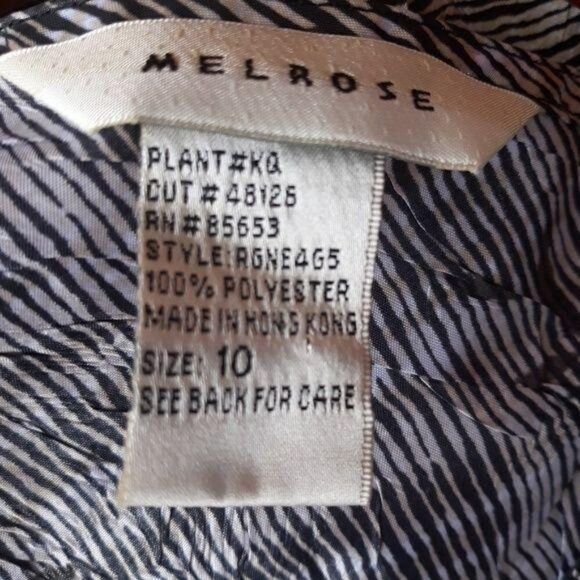 MELROSE
PLANT#KQ
CUT # 48126
RN # 85653
STYLE:RGNE4G5
100% POLYESTER
MADE IN HONG KONG
SIZE: 10
SEE BACK FOR CARE